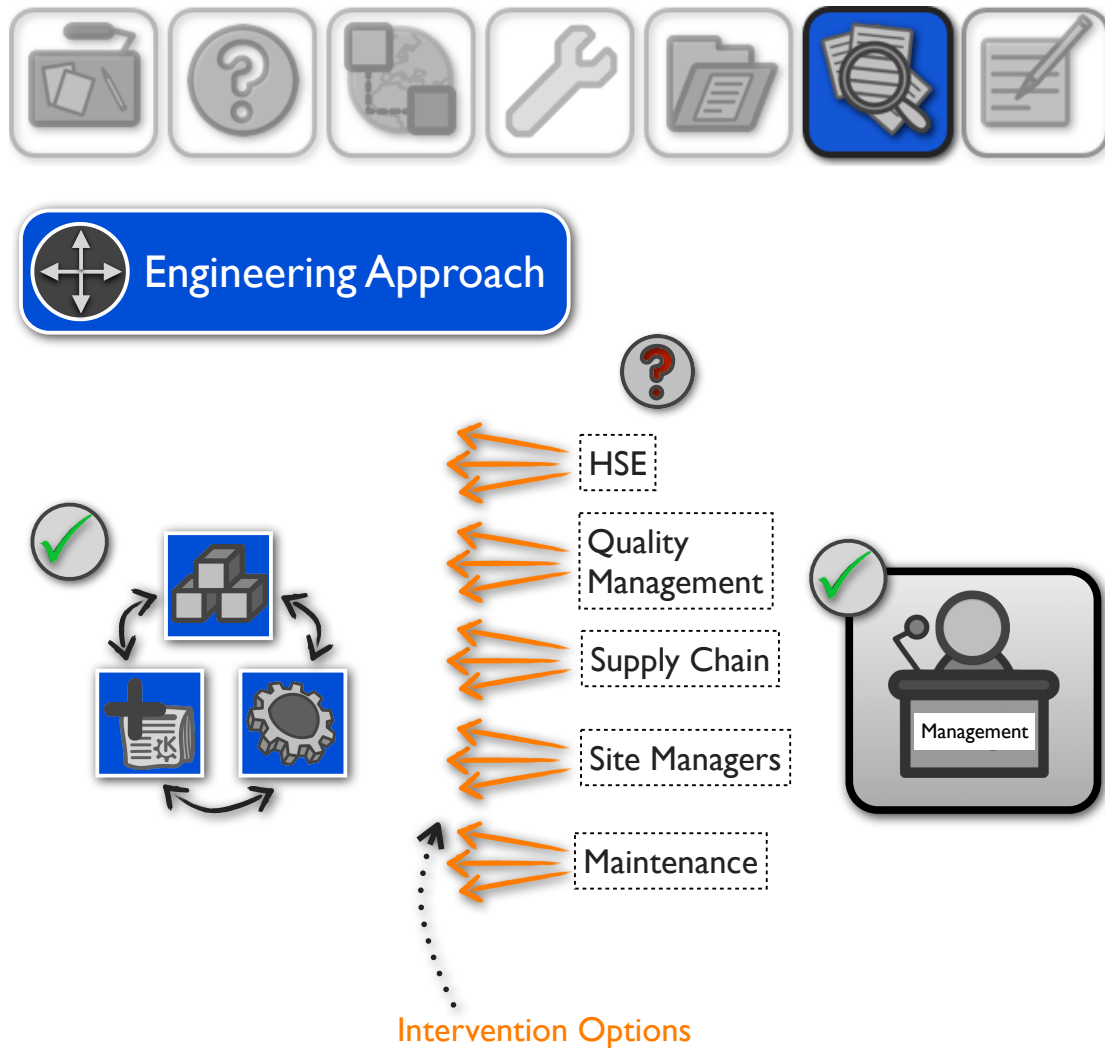 Engineering Approach
HSE
Quality
Management
Supply Chain
Site Managers
Management
Maintenance
Intervention Options